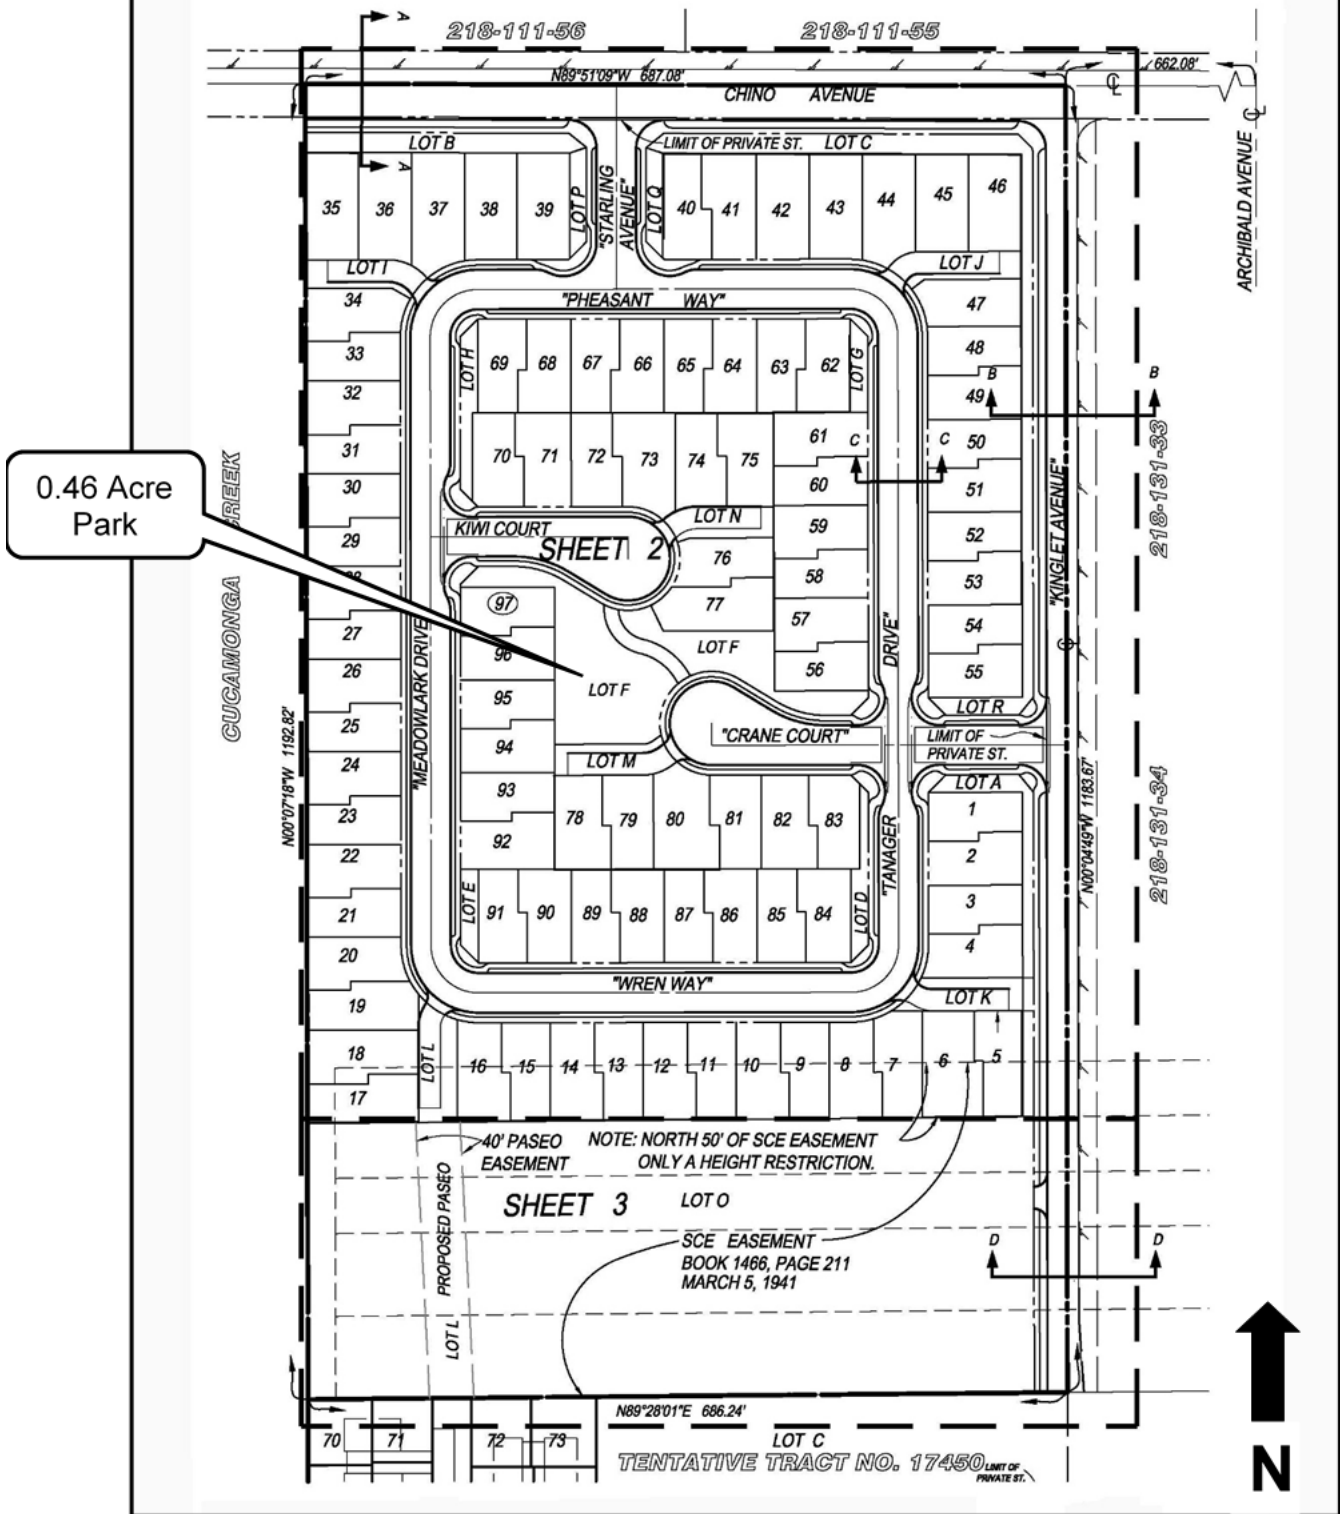 A
218-111-56
218-111-55
N89°51'09"W 687.08'
662.08'
CHINO AVENUE
LOT B
A
LIMIT OF PRIVATE ST.
LOT C
ARCHIBALD AVENUE
35 36 37 38 39
LOT P
"STARLING
AVENUE"
LOT Q
40 41 42 43 44 45 46
LOT I
LOT J
34
"PHEASANT WAY"
47
33
LOT H
69 68 67 66 65 64 63 62
LOT G
48
32
B
B
49
31
70 71 72 73 74 75
61
C
C
50
0.46 Acre
Park
CUCAMONGA CREEK
30
60
51
218-131-33
"KINGLET AVENUE"
29
KIWI COURT
SHEET 2
LOT N
59
52
28
76
58
53
27
97
77
57
54
"MEADOWLARK DRIVE
96
LOT F
DRIVE"
26
95
LOT F
56
55
25
LOT R
N00°07'18"W 1192.82'
94
"CRANE COURT"
LIMIT OF
PRIVATE ST.
24
LOT M
LOT A
23
93
78 79 80 81 82 83
1
N00°04'49"W 1183.67'
218-131-34
22
92
"TANAGER
2
21
LOT E
91 90 89 88 87 86 85 84
LOT D
3
20
4
"WREN WAY"
19
LOT K
18
LOT L
16 15 14 13 12 11 10 9 8 7 6 5
17
40' PASEO
EASEMENT
NOTE: NORTH 50' OF SCE EASEMENT
ONLY A HEIGHT RESTRICTION.
PROPOSED PASEO
SHEET 3
LOT O
SCE EASEMENT
BOOK 1466, PAGE 211
MARCH 5, 1941
D
D
LOT L
N89°28'01"E 686.24'
70 71 72 73
LOT C
TENTATIVE TRACT NO. 17450
LIMIT OF
PRIVATE ST.
N